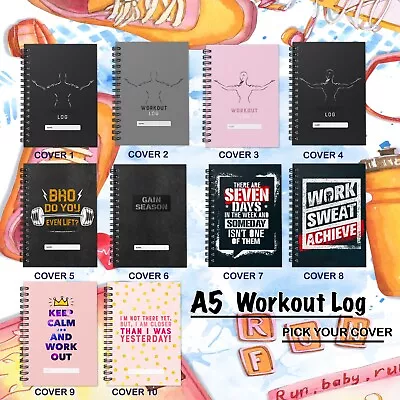 LOG
WORKOUT
LOG
WORKOUT
LOG
LOG
COVER 1
COVER 2
COVER 3
COVER 4
BRO
DO YOU
EVEN LIFT?
GAIN
SEASON
THERE ARE
SEVEN
DAYS
IN THE WEEK AND
SOMEDAY
ISN'T ONE
OF THEM
WORK
SWEAT
ACHIEVE
COVER 5
COVER 6
COVER 7
COVER 8
KEEP
CALM
AND
WORK
OUT
I'M NOT THERE YET,
BUT, I AM CLOSER
THAN I WAS
YESTERDAY!
COVER 9
COVER 10
A5 Workout Log
PICK YOUR COVER
R
F
U
Run, baby, run